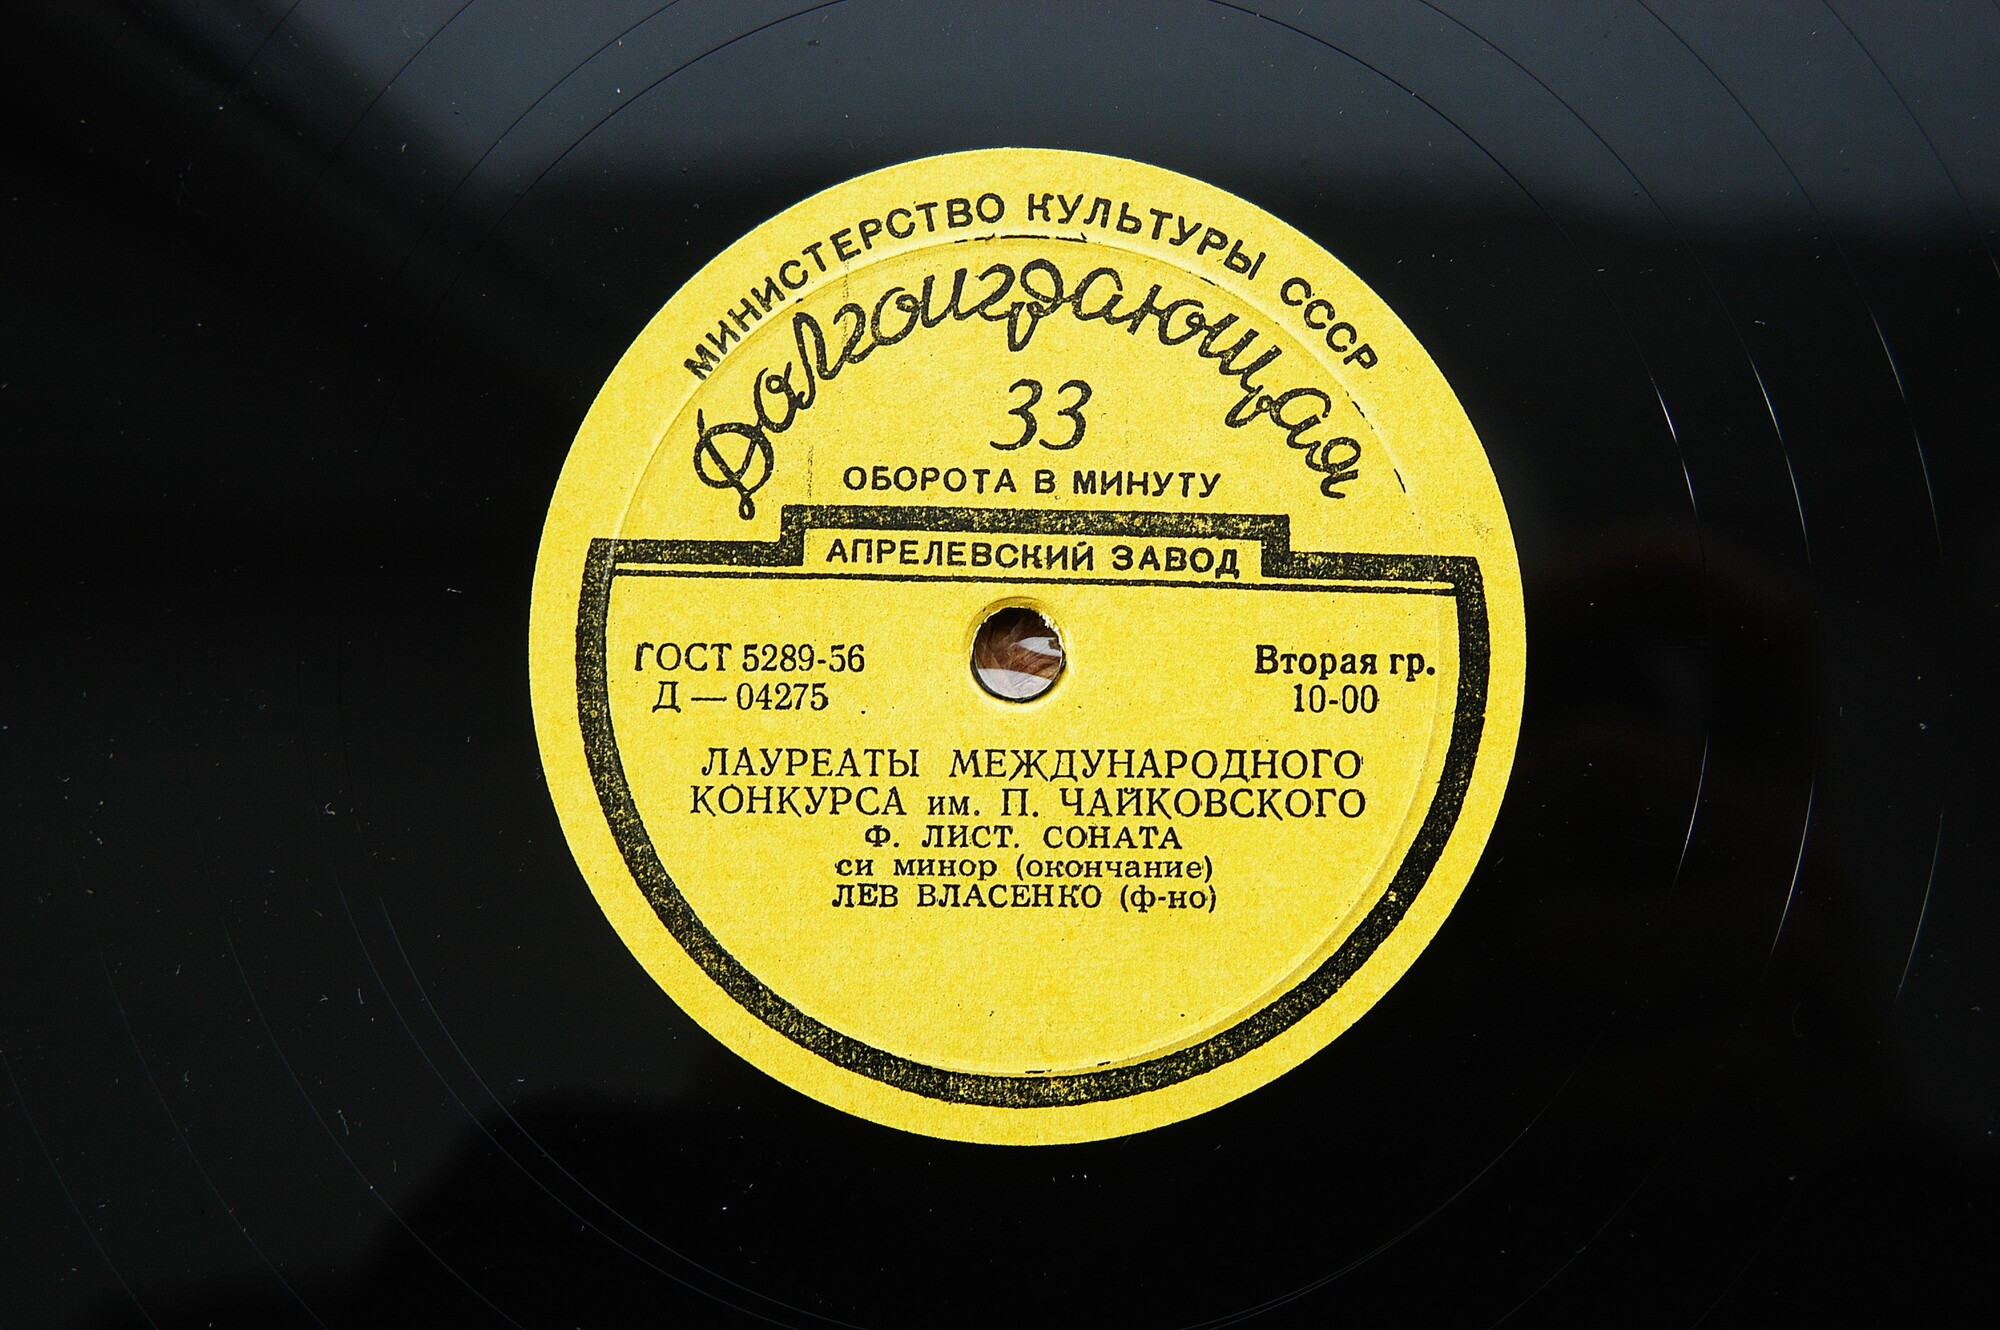 МИНИСТЕРСТВО КУЛЬТУРЫ СССР
Долгоиграющая
33
ОБОРОТА В МИНУТУ
АПРЕЛЕВСКИЙ ЗАВОД
ГОСТ 5289-56
Вторая гр.
Д — 04275
10-00
ЛАУРЕАТЫ МЕЖДУНАРОДНОГО
КОНКУРСА им. П. ЧАЙКОВСКОГО
Ф. ЛИСТ. СОНАТА
си минор (окончание)
ЛЕВ ВЛАСЕНКО (ф-но)